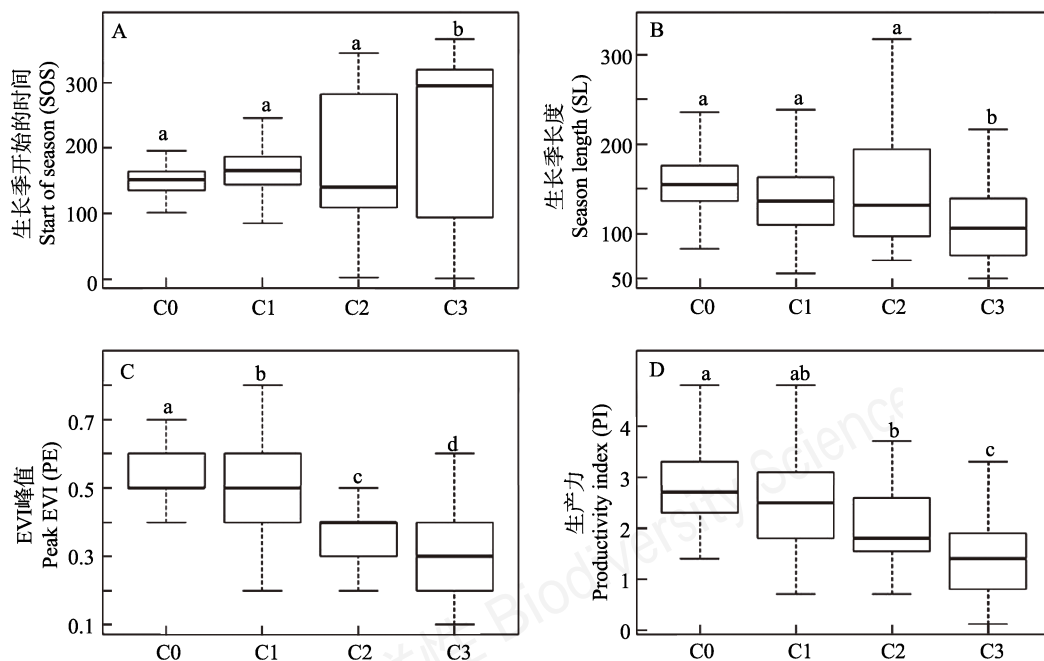 A
生长季开始的时间
Start of season (SOS)
300
200
100
0
a
a
a
b
C0
C1
C2
C3
B
生长季长度
Season length (SL)
300
200
100
50
a
a
a
b
C0
C1
C2
C3
C
EVI峰值
Peak EVI (PE)
0.7
0.5
0.3
0.1
a
b
c
d
C0
C1
C2
C3
D
生产力
Productivity index (PI)
4
3
2
1
0
a
ab
b
c
C0
C1
C2
C3
Biodiversity Science